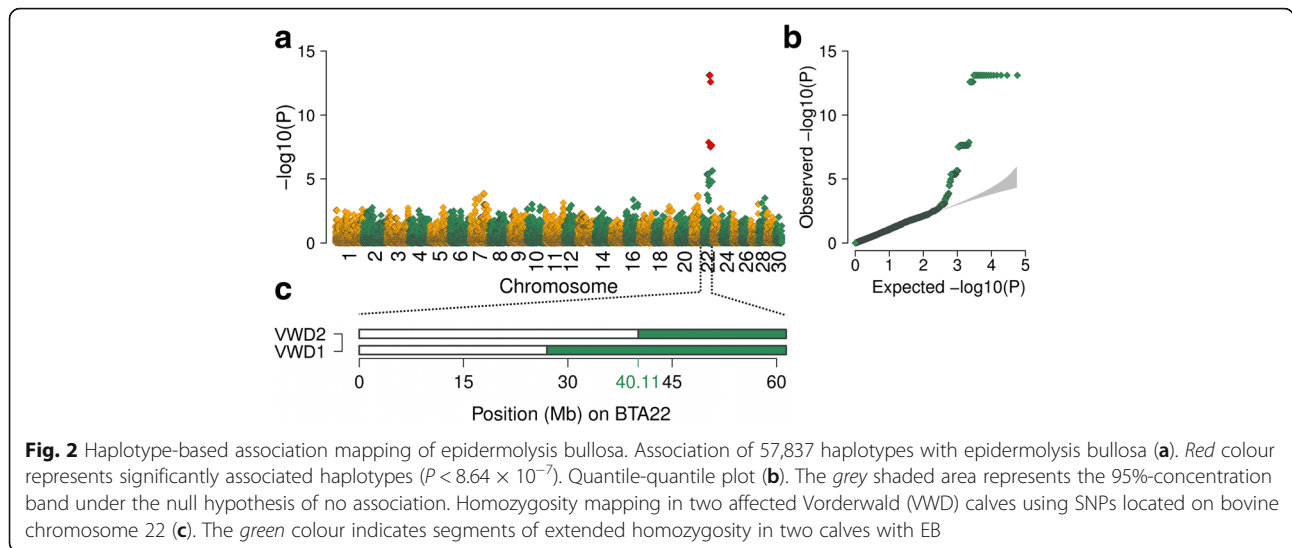 a
15
10
5
0
−log10(P)
1 2 3 4 5 6 7 8 9 10 11 12 14 16 18 20 22 24 26 28 30
Chromosome
b
15
10
5
0
Observerd −log10(P)
0 1 2 3 4 5
Expected −log10(P)
c
VWD2
VWD1
0 15 30 40.11 45 60
Position (Mb) on BTA22
Fig. 2 Haplotype-based association mapping of epidermolysis bullosa. Association of 57,837 haplotypes with epidermolysis bullosa (a). Red colour
represents significantly associated haplotypes (P < 8.64 × 10⁻⁷). Quantile-quantile plot (b). The grey shaded area represents the 95%-concentration
band under the null hypothesis of no association. Homozygosity mapping in two affected Vorderwald (VWD) calves using SNPs located on bovine
chromosome 22 (c). The green colour indicates segments of extended homozygosity in two calves with EB